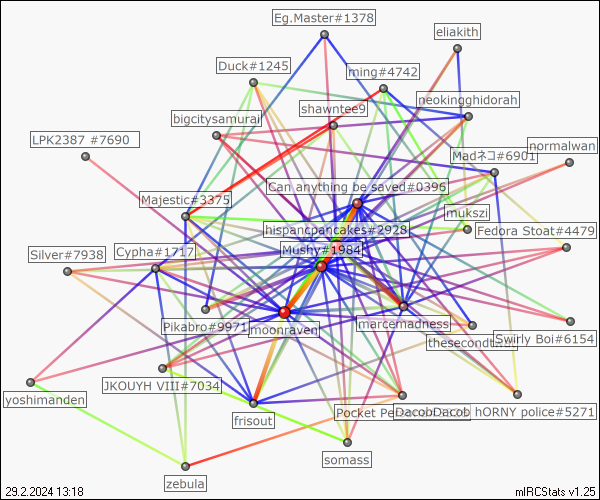 Eg.Master#1378
eliakith
Duck#1245
ming#4742
neokingghidorah
shawntee9
bigcitysamurai
LPK2387 #7690
Madネコ#6901
normalwan
Can anything be saved#0396
Majestic#3375
mukszi
hispancpancakes#2928
Fedora Stoat#4479
Mushy#1984
Cypha#1717
Silver#7938
Pikabro#9971
moonraven
marcemadness
Swirly Boi#6154
JKOUYH VIII#7034
yoshimanden
DacobDacob HORNY police#5271
frisout
somass
zebula
29.2.2024 13:18
mIRCStats v1.25